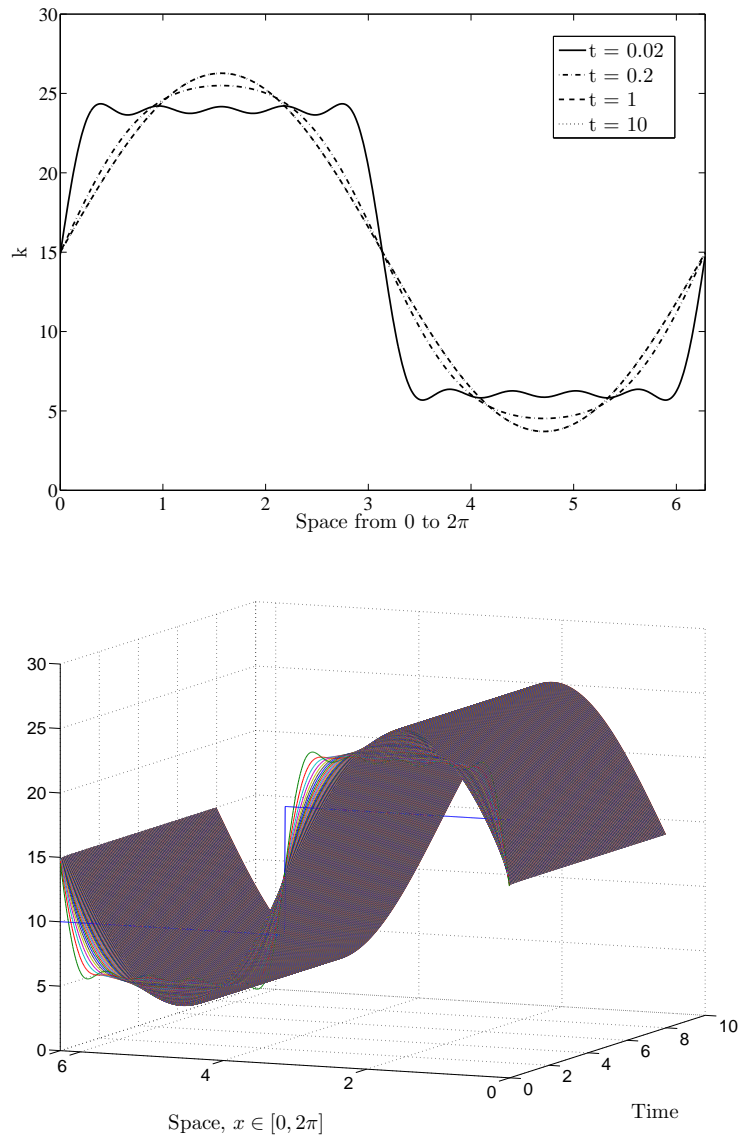 30
25
20
15
10
5
0
k
t = 0.02
t = 0.2
t = 1
t = 10
0 1 2 3 4 5 6
Space from 0 to 2π
30
25
20
15
10
5
0
6 4 2 0
0 2 4 6 8 10
Space, x ∈ [0, 2π]
Time